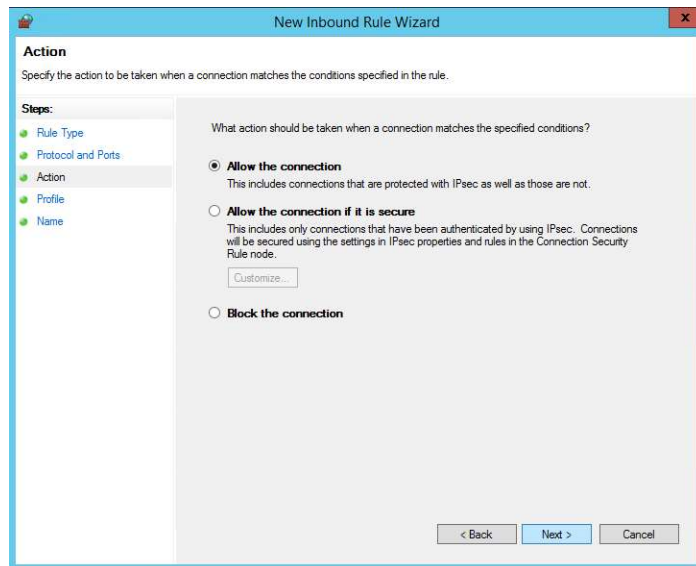 New Inbound Rule Wizard
x
Action
Specify the action to be taken when a connection matches the conditions specified in the rule.
Steps:
Rule Type
Protocol and Ports
Action
Profile
Name
What action should be taken when a connection matches the specified conditions?
Allow the connection
This includes connections that are protected with IPsec as well as those are not.
Allow the connection if it is secure
This includes only connections that have been authenticated by using IPsec. Connections
will be secured using the settings in IPsec properties and rules in the Connection Security
Rule node.
Customize...
Block the connection
< Back
Next >
Cancel